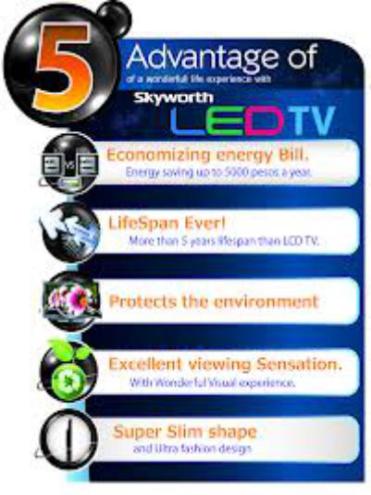 5
Advantage of
of a wonderful life experience with
Skyworth
LEDTV
VS
Economizing energy Bill.
Energy saving up to 5000 pesos a year.
LifeSpan Ever!
More than 5 years lifespan than LCD TV.
Protects the environment
Excellent viewing Sensation.
With Wonderful Visual experience.
Super Slim shape
and Ultra fashion design